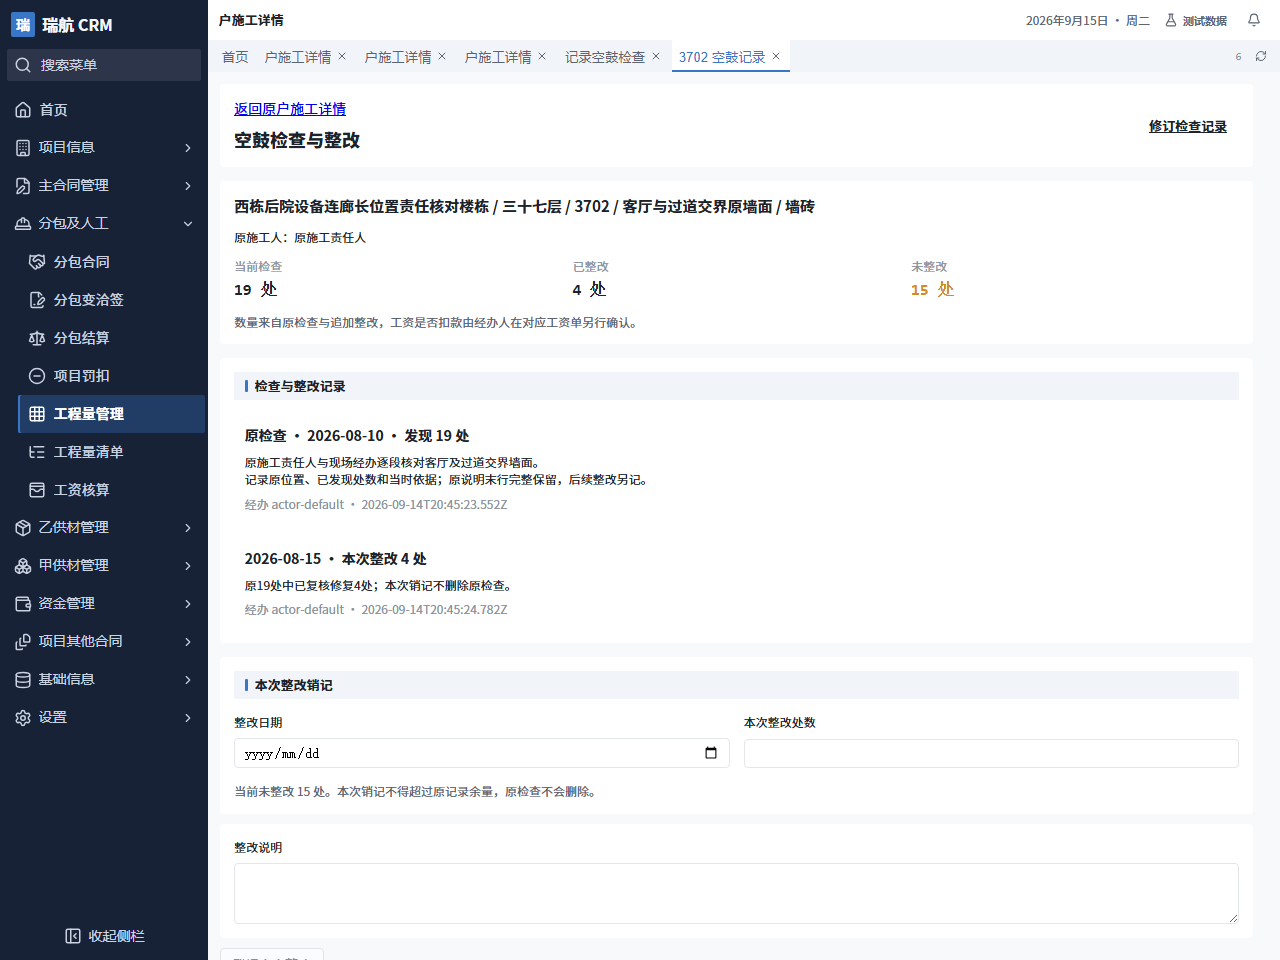 瑞 瑞航 CRM
搜索菜单
首页
项目信息
主合同管理
分包及人工
分包合同
分包变洽签
分包结算
项目罚扣
工程量管理
工程量清单
工资核算
乙供材管理
甲供材管理
资金管理
项目其他合同
基础信息
设置
收起侧栏
户施工详情
2026年9月15日 · 周二 测试数据
首页 户施工详情 户施工详情 户施工详情 记录空鼓检查 3702 空鼓记录 6
返回原户施工详情
空鼓检查与整改
修订检查记录
西栋后院设备连廊长位置责任核对楼栋 / 三十七层 / 3702 / 客厅与过道交界原墙面 / 墙砖
原施工人：原施工责任人
当前检查 已整改 未整改
19 处 4 处 15 处
数量来自原检查与追加整改，工资是否扣款由经办人在对应工资单另行确认。
检查与整改记录
原检查 · 2026-08-10 · 发现 19 处
原施工责任人与现场经办逐段核对客厅及过道交界墙面。
记录原位置、已发现处数和当时依据；原说明末行完整保留，后续整改另记。
经办 actor-default · 2026-09-14T20:45:23.552Z
2026-08-15 · 本次整改 4 处
原19处中已复核修复4处；本次销记不删除原检查。
经办 actor-default · 2026-09-14T20:45:24.782Z
本次整改销记
整改日期 本次整改处数
yyyy/mm/dd
当前未整改 15 处。本次销记不得超过原记录余量，原检查不会删除。
整改说明